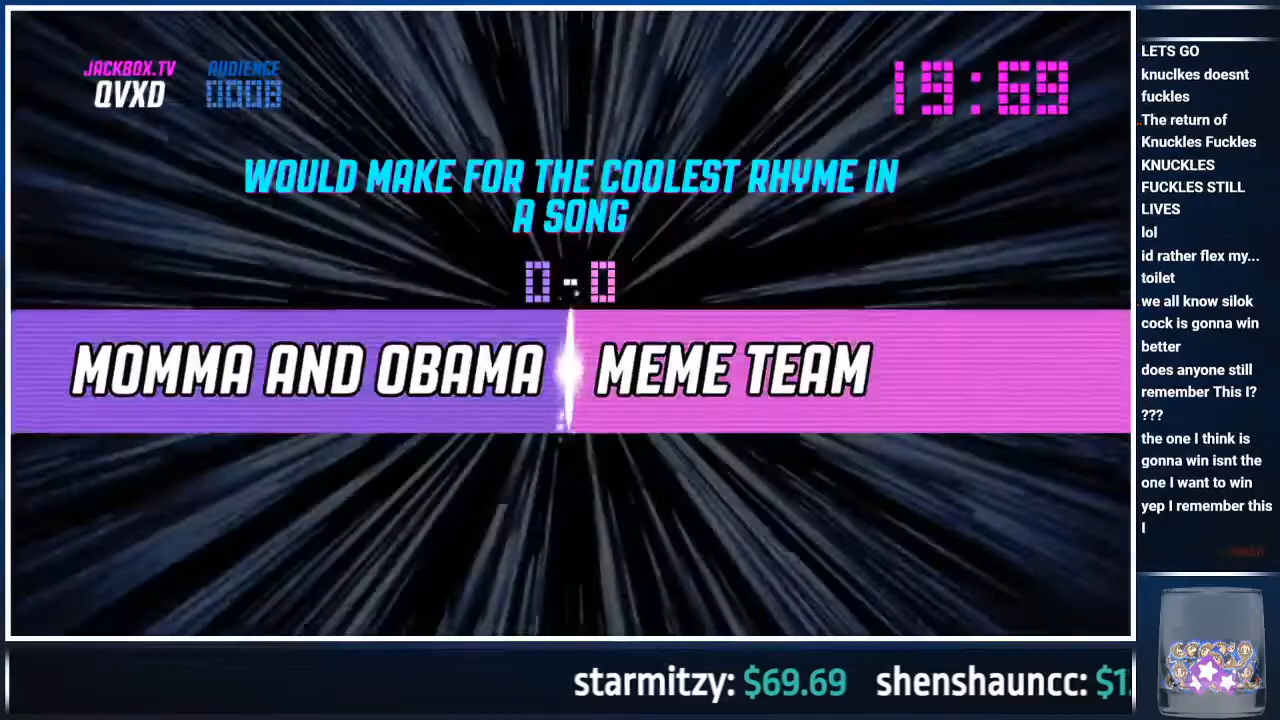 JACKBOX.TV
QVXD
AUDIENCE
0008
19:69
WOULD MAKE FOR THE COOLEST RHYME IN
A SONG
0-0
MOMMA AND OBAMA
MEME TEAM
LETS GO
knuclkes doesnt
fuckles
The return of
Knuckles Fuckles
KNUCKLES
FUCKLES STILL
LIVES
lol
id rather flex my...
toilet
we all know silok
cock is gonna win
better
does anyone still
remember This I?
???
the one I think is
gonna win isnt the
one I want to win
yep I remember this
I
starmitzy: $69.69 shenshauncc: